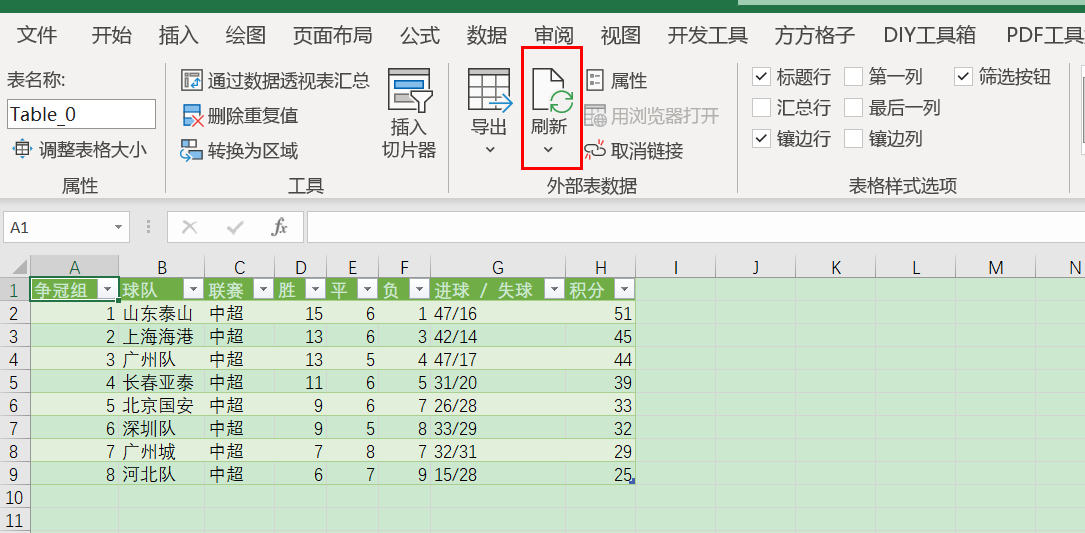 文件 开始 插入 绘图 页面布局 公式 数据 审阅 视图 开发工具 方方格子 DIY工具箱 PDF工具
表名称:
Table_0
调整表格大小
属性
通过数据透视表汇总
删除重复值
转换为区域
插入
切片器
工具
导出
刷新
属性
用浏览器打开
取消链接
外部表数据
标题行 第一列 筛选按钮
汇总行 最后一列
镶边行 镶边列
表格样式选项
A1 fx
A B C D E F G H I J K L M N
1 争冠组 球队 联赛 胜 平 负 进球 / 失球 积分
2 1 山东泰山 中超 15 6 1 47/16 51
3 2 上海海港 中超 13 6 3 42/14 45
4 3 广州队 中超 13 5 4 47/17 44
5 4 长春亚泰 中超 11 6 5 31/20 39
6 5 北京国安 中超 9 6 7 26/28 33
7 6 深圳队 中超 9 5 8 33/29 32
8 7 广州城 中超 7 8 7 32/31 29
9 8 河北队 中超 6 7 9 15/28 25
10
11